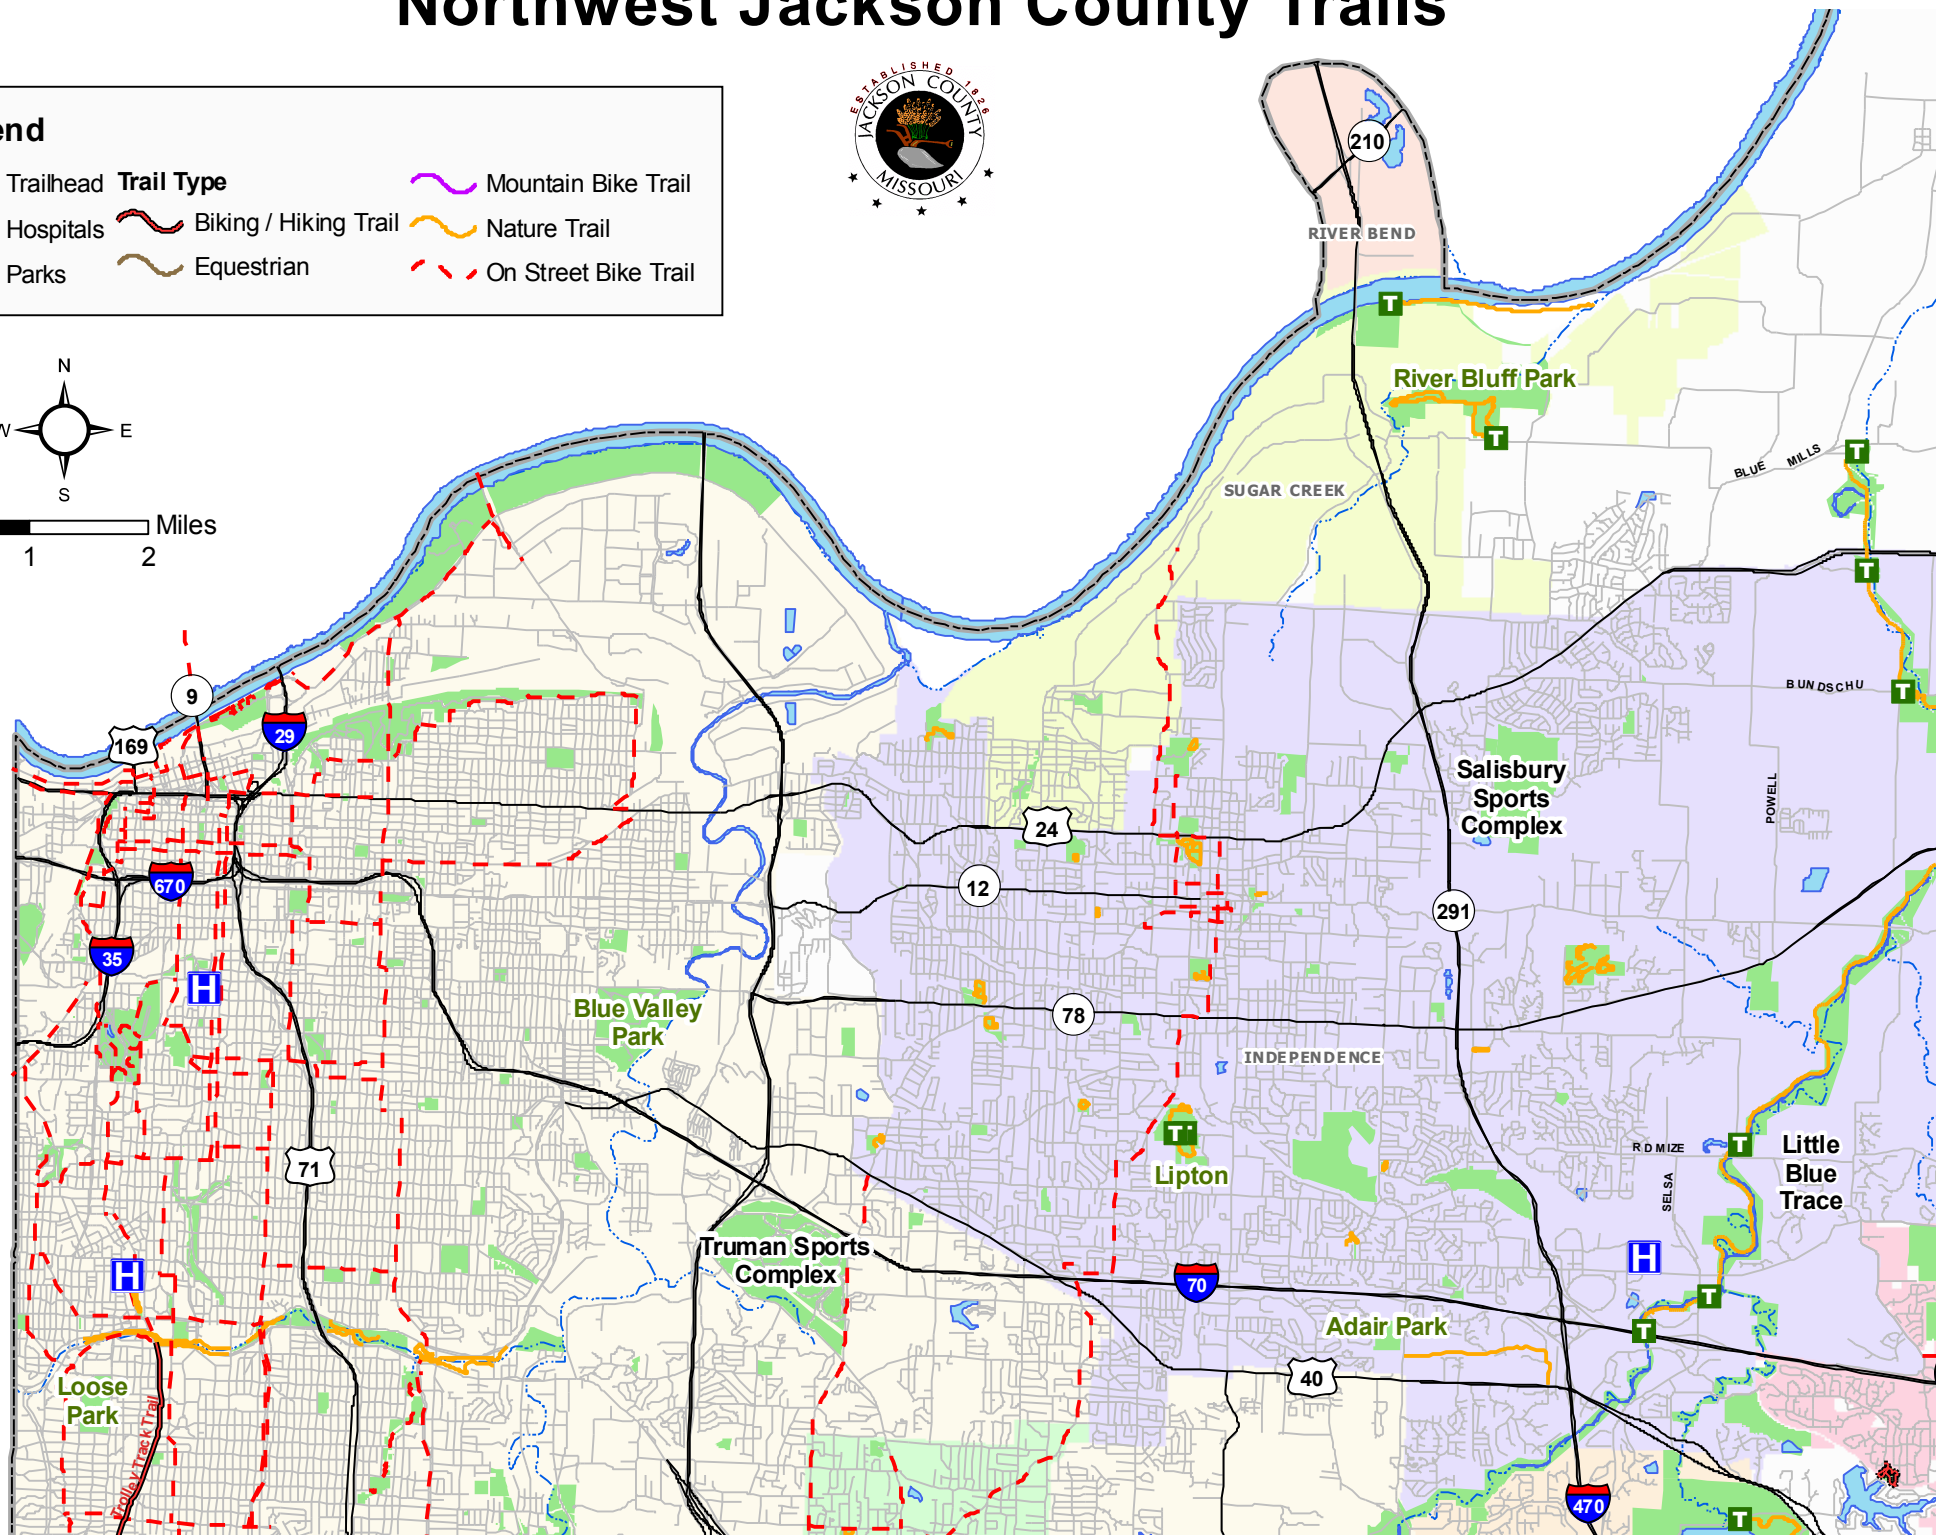 Northwest Jackson County Trails
end
Trailhead
Hospitals
Parks
Trail Type
Biking / Hiking Trail
Equestrian
Mountain Bike Trail
Nature Trail
On Street Bike Trail
ESTABLISHED 1826
JACKSON COUNTY
MISSOURI
N
W
E
S
Miles
1
2
210
RIVER BEND
T
River Bluff Park
T
BLUE MILLS
T
SUGAR CREEK
T
BUNDSCHU
T
9
169
29
Salisbury
Sports
Complex
POWELL
24
670
12
291
35
H
Blue Valley
Park
78
INDEPENDENCE
71
T
Lipton
RD MIZE
SELSA
T
Little
Blue
Trace
H
Truman Sports
Complex
H
70
T
T
Adair Park
40
Loose
Park
Trolley Track Trail
470
T